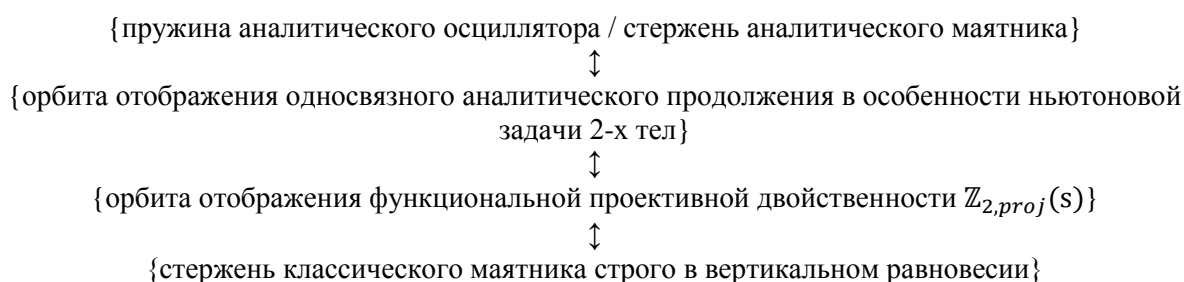 {пружина аналитического осциллятора / стержень аналитического маятника}
↕
{орбита отображения односвязного аналитического продолжения в особенности ньютоновой
задачи 2-х тел}
↕
{орбита отображения функциональной проективной двойственности ℤ₂,proj(s)}
↕
{стержень классического маятника строго в вертикальном равновесии}